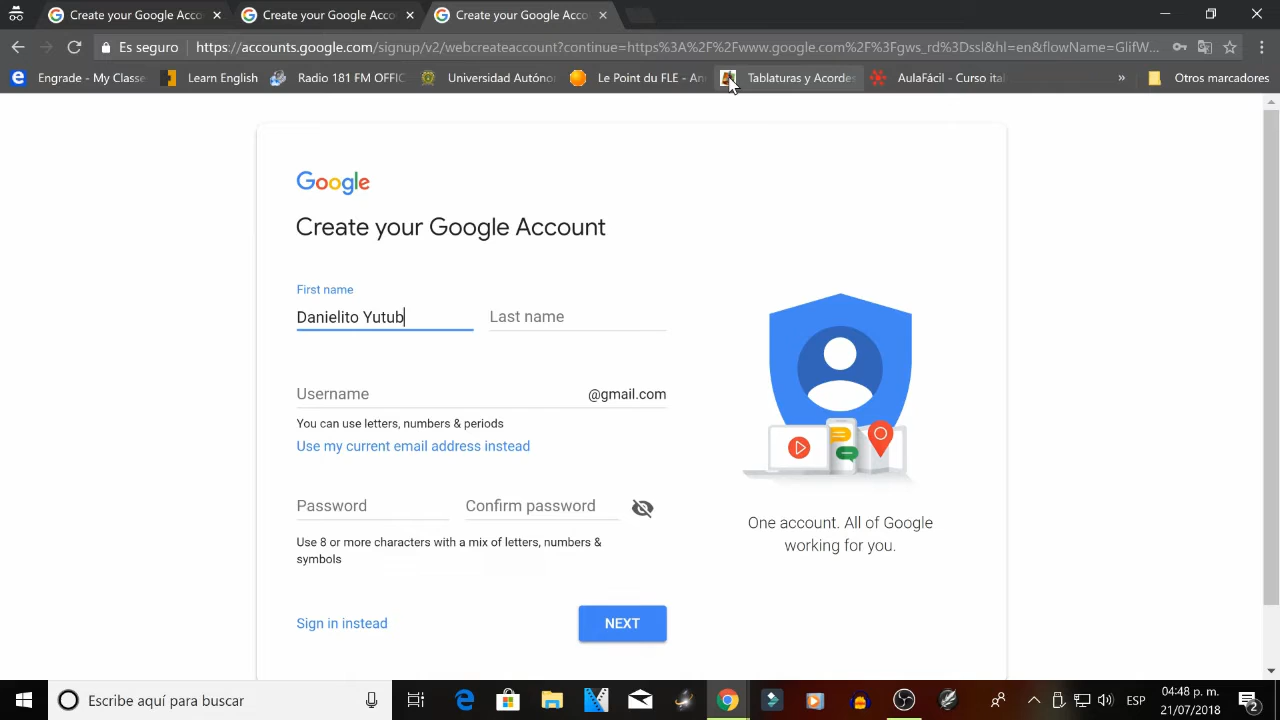 Create your Google Acco
Create your Google Acco
Create your Google Acco
Es seguro
https://accounts.google.com/signup/v2/webcreateaccount?continue=https%3A%2F%2Fwww.google.com%2F%3Fgws_rd%3Dssl&hl=en&flowName=GlifW...
Engrade - My Classe
Learn English
Radio 181 FM OFFIC
Universidad Autónom
Le Point du FLE - Ann
Tablaturas y Acordes
AulaFácil - Curso ital
»
Otros marcadores
Google
Create your Google Account
First name
Danielito Yutub
Last name
Username
@gmail.com
You can use letters, numbers & periods
Use my current email address instead
Password
Confirm password
Use 8 or more characters with a mix of letters, numbers &
symbols
One account. All of Google
working for you.
Sign in instead
NEXT
Escribe aquí para buscar
ESP
04:48 p. m.
21/07/2018
2